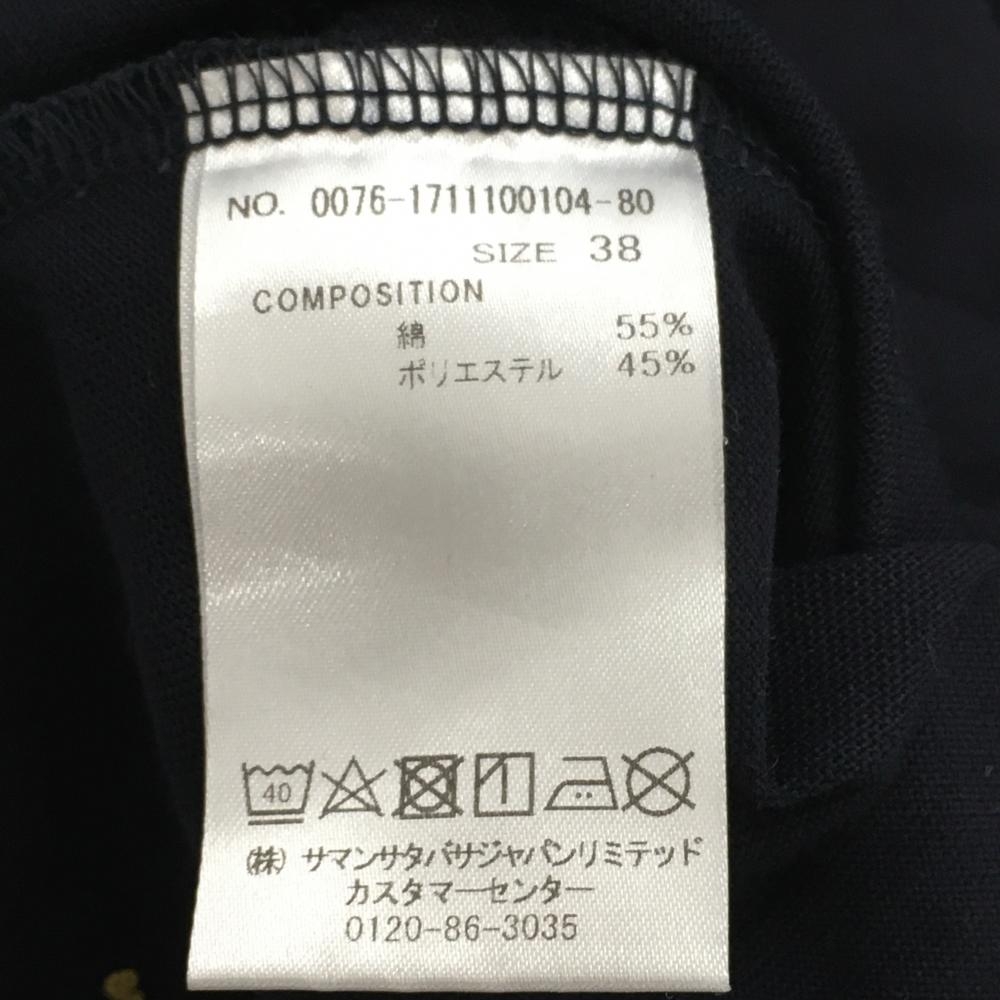 NO. 0076-1711100104-80
SIZE 38
COMPOSITION
綿 55%
ポリエステル 45%
40
(株) サマンサタバサジャパンリミテッド
カスタマーセンター
0120-86-3035